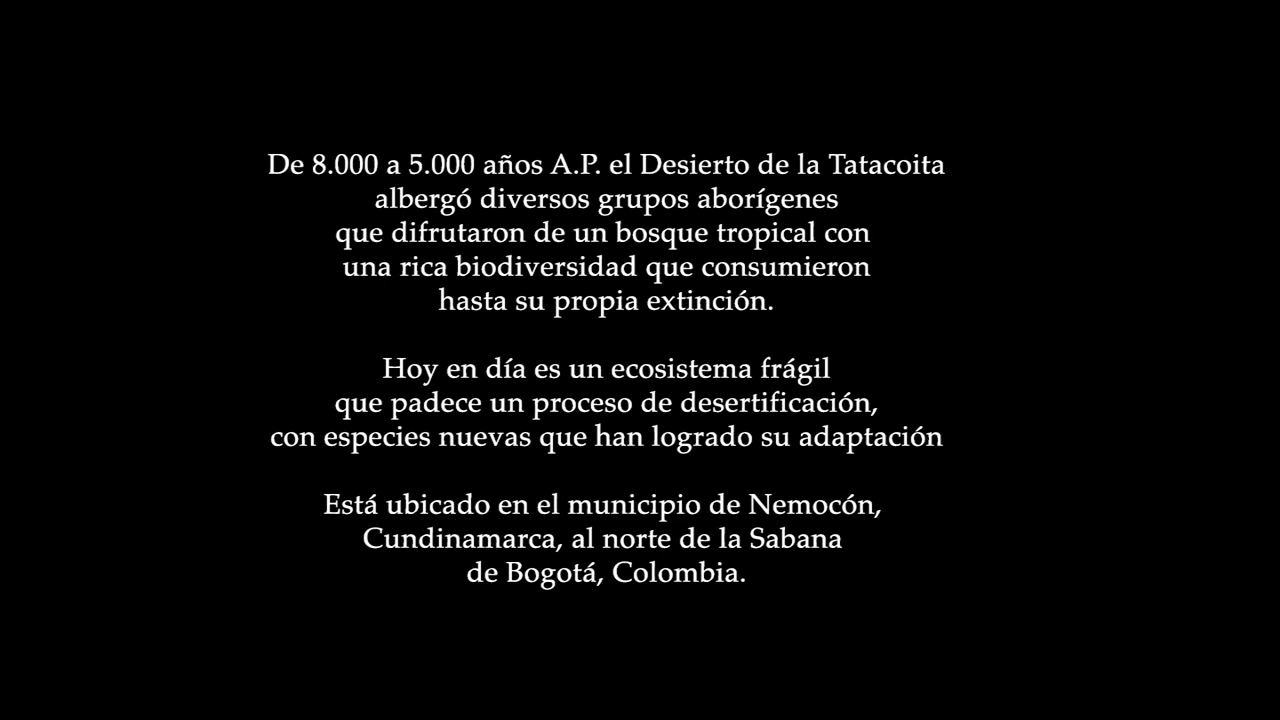 De 8.000 a 5.000 años A.P. el Desierto de la Tatacoita
albergó diversos grupos aborígenes
que difrutaron de un bosque tropical con
una rica biodiversidad que consumieron
hasta su propia extinción.
Hoy en día es un ecosistema frágil
que padece un proceso de desertificación,
con especies nuevas que han logrado su adaptación
Está ubicado en el municipio de Nemocón,
Cundinamarca, al norte de la Sabana
de Bogotá, Colombia.